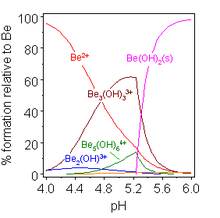 % formation relative to Be
100
80
60
40
20
0
Be²⁺
Be(OH)₂(s)
Be₃(OH)₃³⁺
Be₅(OH)₆⁴⁺
Be₂(OH)³⁺
4.0 4.4 4.8 5.2 5.6 6.0
pH